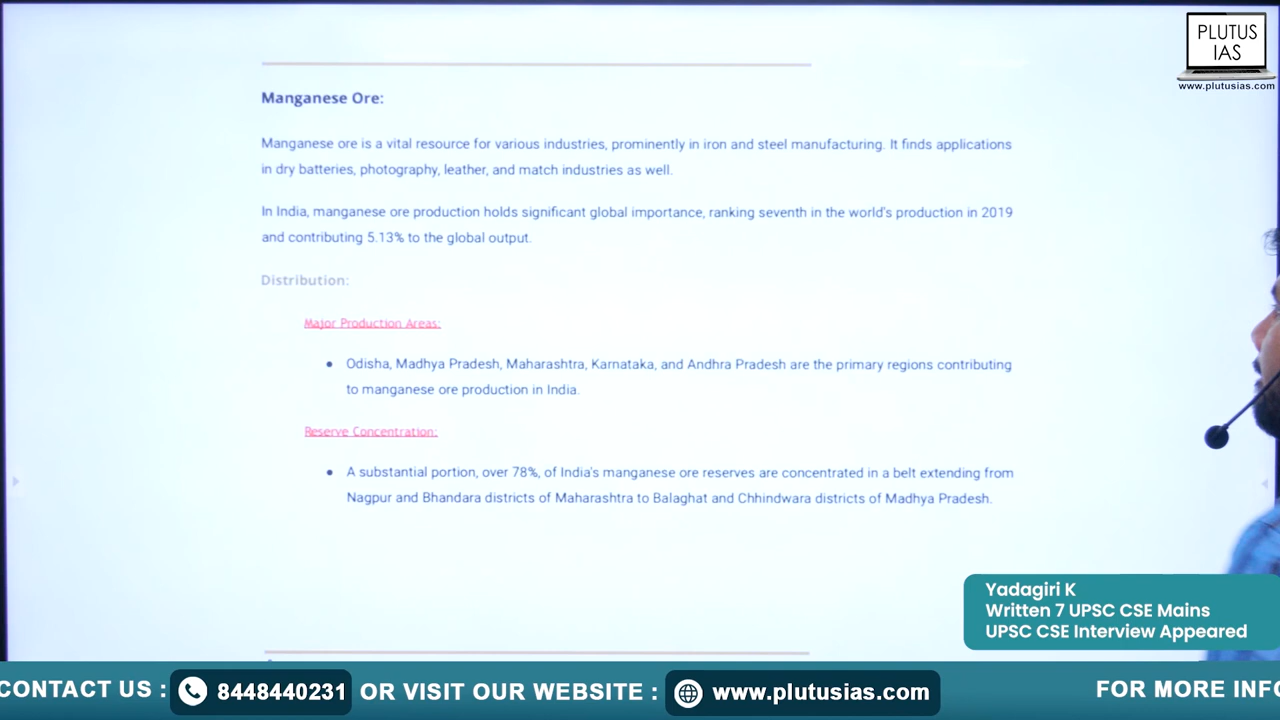 PLUTUS
IAS
www.plutusias.com
Manganese Ore:
Manganese ore is a vital resource for various industries, prominently in iron and steel manufacturing. It finds applications
in dry batteries, photography, leather, and match industries as well.
In India, manganese ore production holds significant global importance, ranking seventh in the world's production in 2019
and contributing 5.13% to the global output.
Distribution:
Major Production Areas:
• Odisha, Madhya Pradesh, Maharashtra, Karnataka, and Andhra Pradesh are the primary regions contributing
to manganese ore production in India.
Reserve Concentration:
• A substantial portion, over 78%, of India's manganese ore reserves are concentrated in a belt extending from
Nagpur and Bhandara districts of Maharashtra to Balaghat and Chhindwara districts of Madhya Pradesh.
Yadagiri K
Written 7 UPSC CSE Mains
UPSC CSE Interview Appeared
CONTACT US : 8448440231 OR VISIT OUR WEBSITE : www.plutusias.com FOR MORE INFO